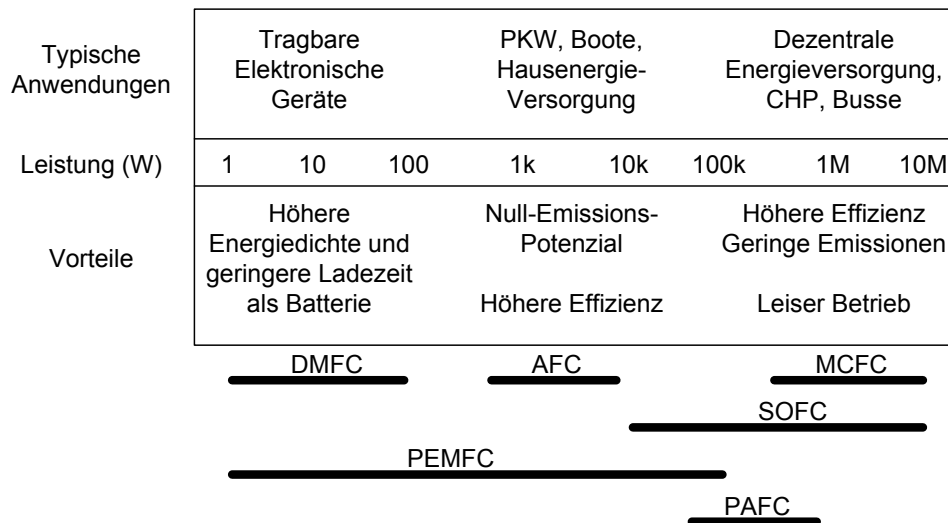 Typische
Anwendungen
Tragbare
Elektronische
Geräte
PKW, Boote,
Hausenergie-
Versorgung
Dezentrale
Energieversorgung,
CHP, Busse
Leistung (W) 1 10 100 1k 10k 100k 1M 10M
Vorteile
Höhere
Energiedichte und
geringere Ladezeit
als Batterie
Null-Emissions-
Potenzial
Höhere Effizienz
Höhere Effizienz
Geringe Emissionen
Leiser Betrieb
DMFC AFC MCFC
SOFC
PEMFC
PAFC